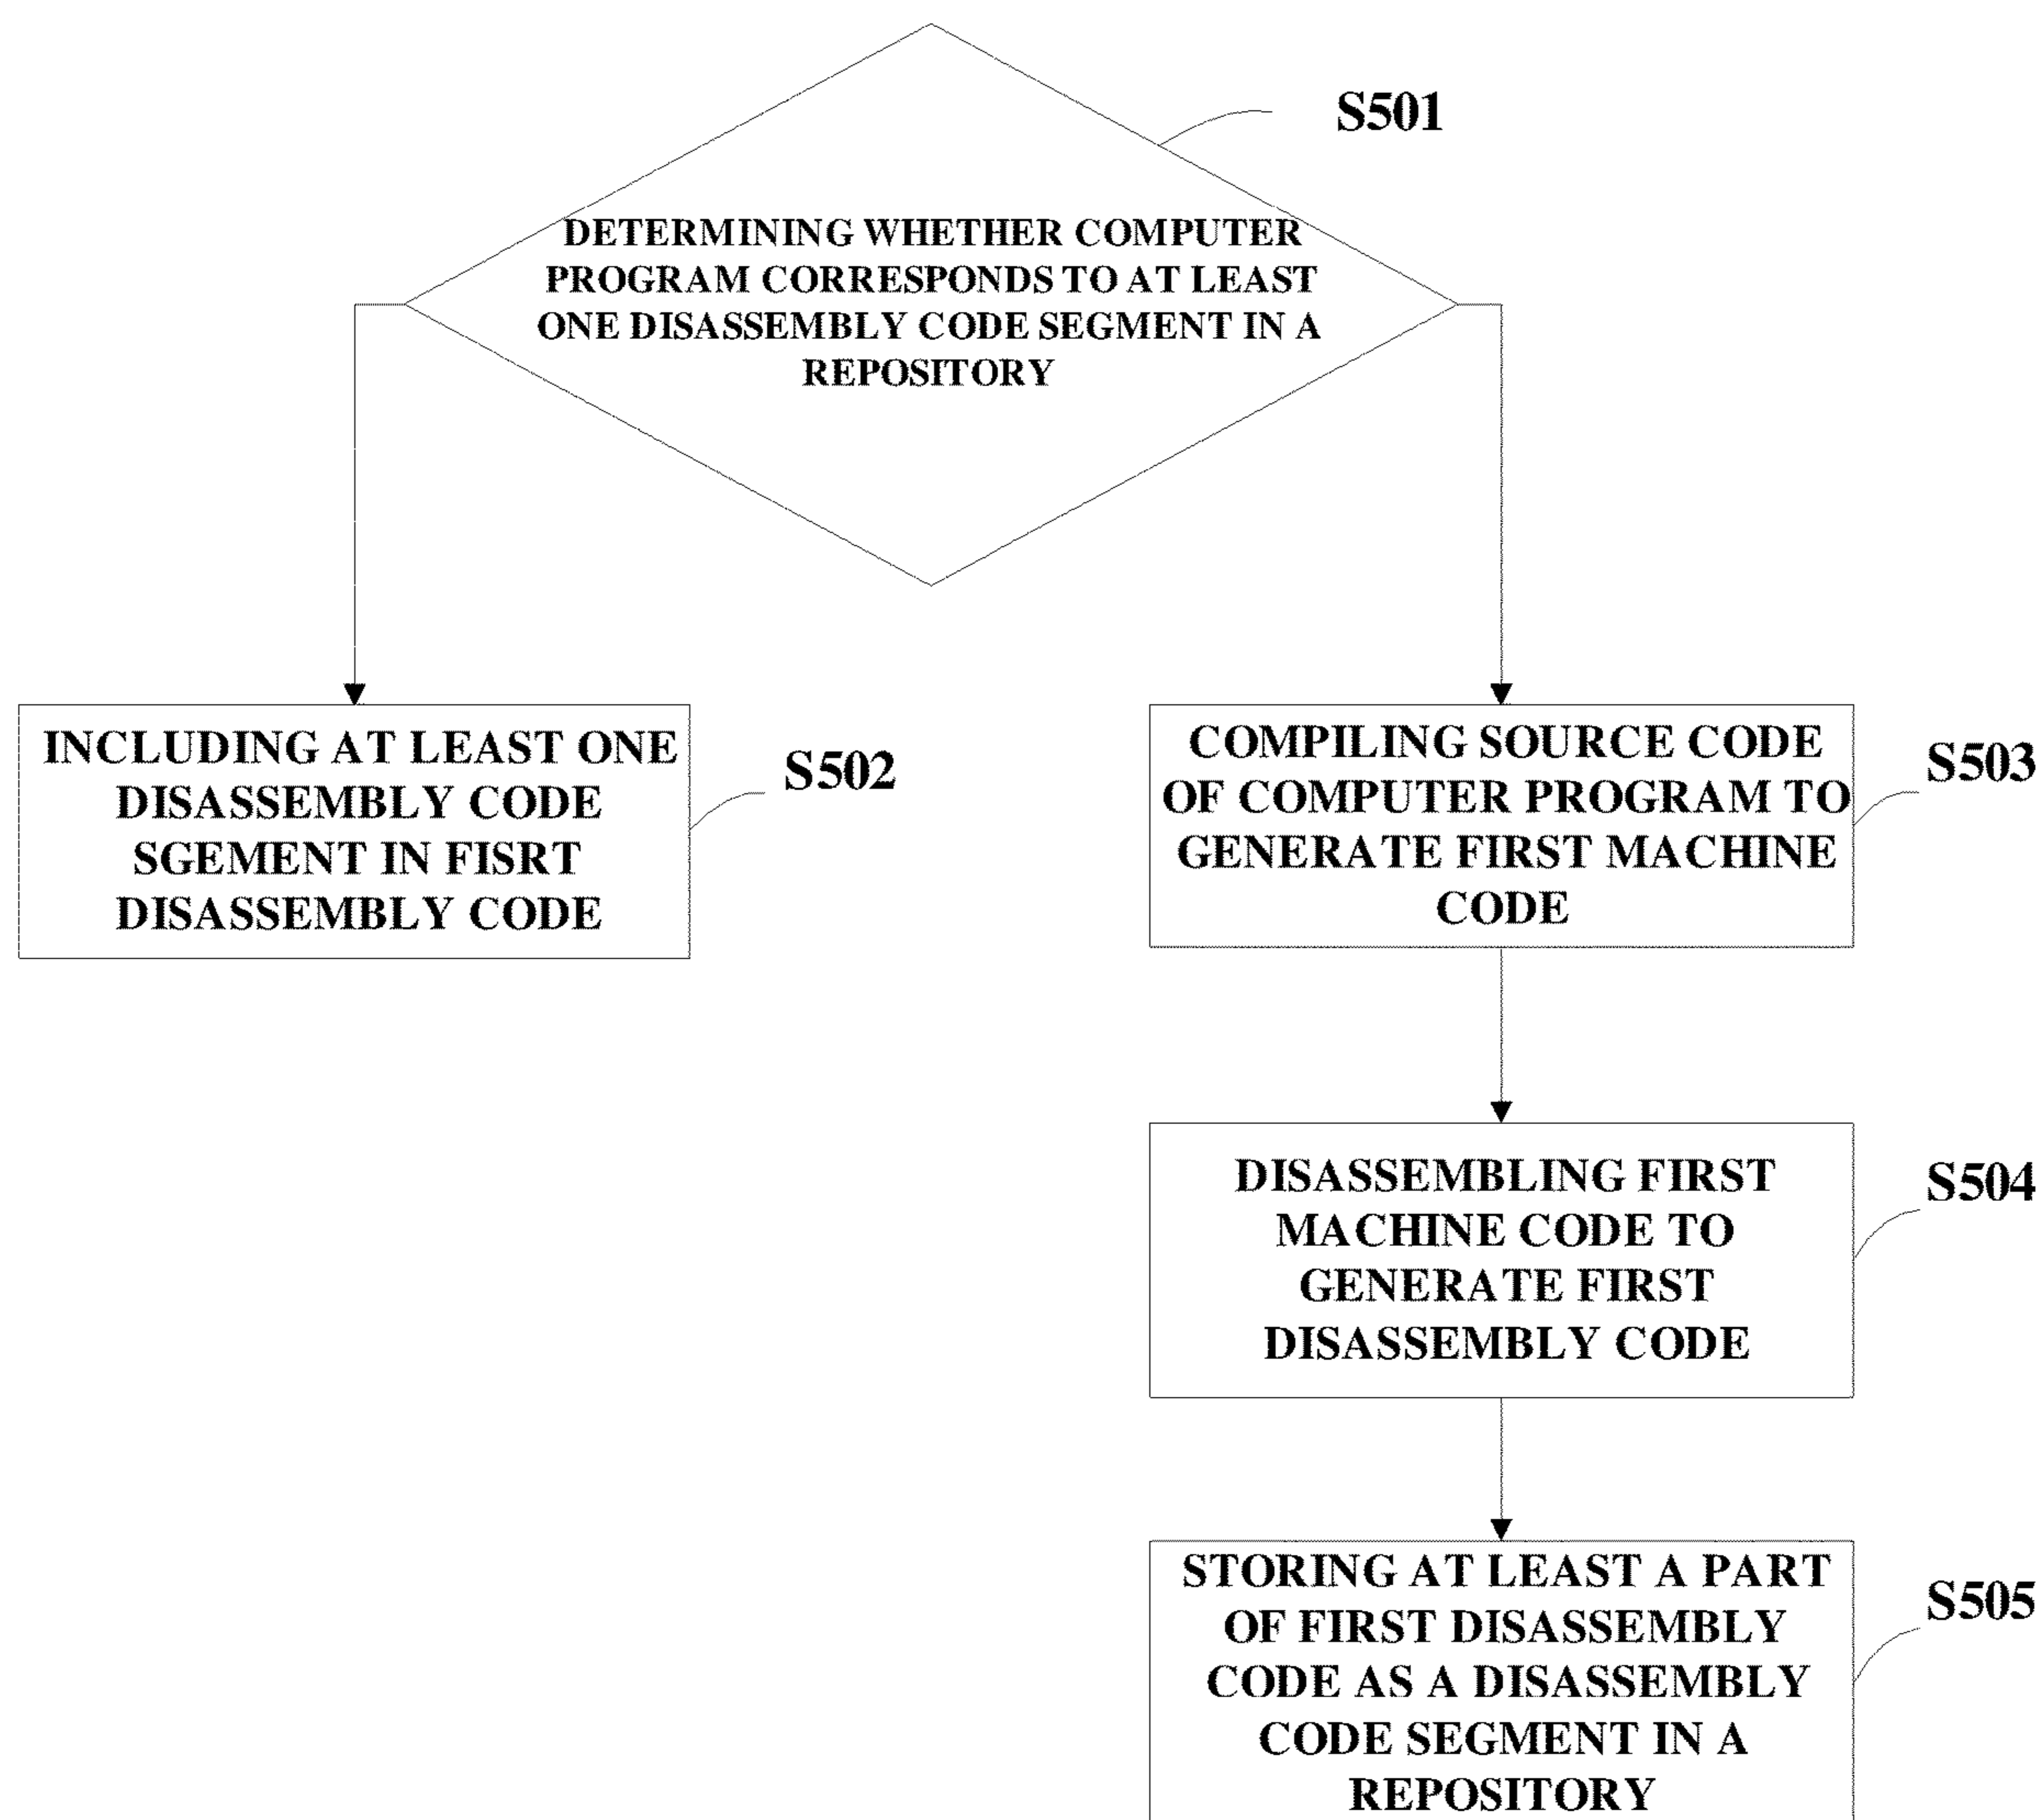 S501
DETERMINING WHETHER COMPUTER
PROGRAM CORRESPONDS TO AT LEAST
ONE DISASSEMBLY CODE SEGMENT IN A
REPOSITORY
INCLUDING AT LEAST ONE
DISASSEMBLY CODE
SGEMENT IN FISRT
DISASSEMBLY CODE
S502
COMPILING SOURCE CODE
OF COMPUTER PROGRAM TO
GENERATE FIRST MACHINE
CODE
S503
DISASSEMBLING FIRST
MACHINE CODE TO
GENERATE FIRST
DISASSEMBLY CODE
S504
STORING AT LEAST A PART
OF FIRST DISASSEMBLY
CODE AS A DISASSEMBLY
CODE SEGMENT IN A
REPOSITORY
S505